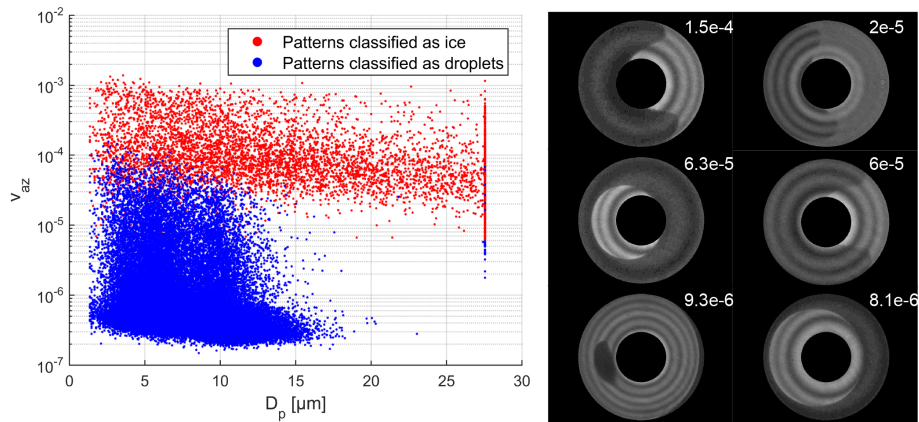 10^-2
10^-3
10^-4
10^-5
10^-6
10^-7
v_az
0 5 10 15 20 25 30
D_p [µm]
Patterns classified as ice
Patterns classified as droplets
1.5e-4 2e-5
6.3e-5 6e-5
9.3e-6 8.1e-6